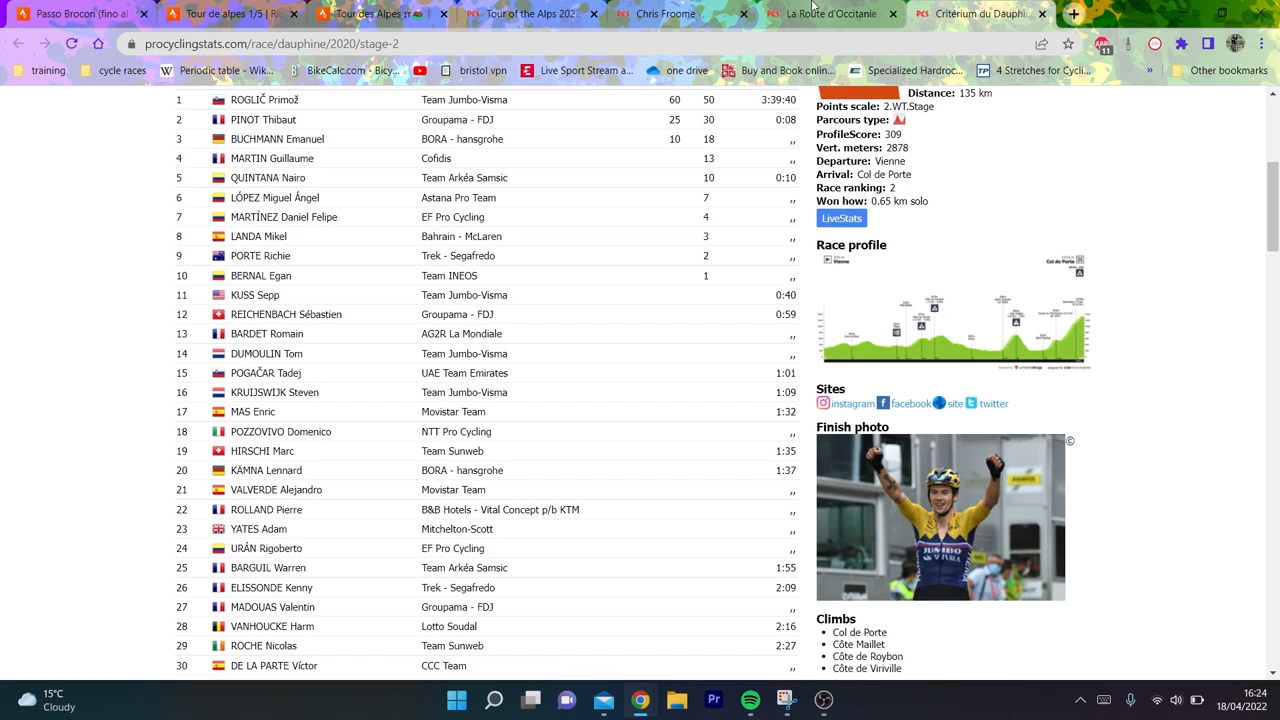 Passo Brocon (fino al
Tour de alpes 1/5 | Ri
Tour des Alpes
Tour of the Alps 2022
Chris Froome
La Route d'Occitanie
Critérium du Dauphi
procyclingstats.com/race/dauphine/2020/stage-2
training
cycle races
Periodic table - Wik...
BikeCalc.com - Bicy...
bristol vpn
Live Sport Stream a...
one drive
Buy and Book onlin...
Specialized Hardroc...
4 Stretches for Cycli...
»
Other bookmarks
1 ROGLIČ Primož Team Jumbo-Visma 60 50 3:39:40
2 PINOT Thibaut Groupama - FDJ 25 30 0:08
3 BUCHMANN Emanuel BORA - hansgrohe 10 18 ,,
4 MARTIN Guillaume Cofidis 13 ,,
5 QUINTANA Nairo Team Arkéa Samsic 10 0:10
6 LÓPEZ Miguel Ángel Astana Pro Team 7 ,,
7 MARTÍNEZ Daniel Felipe EF Pro Cycling 4 ,,
8 LANDA Mikel Bahrain - McLaren 3 ,,
9 PORTE Richie Trek - Segafredo 2 ,,
10 BERNAL Egan Team INEOS 1 ,,
11 KUSS Sepp Team Jumbo-Visma 0:40
12 REICHENBACH Sébastien Groupama - FDJ
13 BARDET Romain AG2R La Mondiale ,,
14 DUMOULIN Tom Team Jumbo-Visma ,,
15 POGAČAR Tadej UAE Team Emirates 1:01
16 KRUIJSWIJK Steven Team Jumbo-Visma 1:09
Movistar Team 1:32
18 POZZOVIVO Domenico NTT Pro Cycling ,,
19 HIRSCHI Marc Team Sunweb 1:35
20 KÄMNA Lennard BORA - hansgrohe 1:37
21 VALVERDE Alejandro Movistar Team ,,
22 ROLLAND Pierre B&B Hotels - Vital Concept p/b KTM ,,
23 YATES Adam Mitchelton-Scott ,,
24 URÁN Rigoberto EF Pro Cycling ,,
25 BARGUIL Warren Team Arkéa Samsic 1:55
26 ELISSONDE Kenny Trek - Segafredo 2:09
27 MADOUAS Valentin Groupama - FDJ ,,
28 VANHOUCKE Harm Lotto Soudal 2:16
29 ROCHE Nicolas Team Sunweb 2:27
30 DE LA PARTE Víctor CCC Team ,,
Distance: 135 km
Points scale: 2.WT.Stage
Parcours type:
ProfileScore: 309
Vert. meters: 2878
Departure: Vienne
Arrival: Col de Porte
Race ranking: 2
Won how: 0.65 km solo
LiveStats
Race profile
Vienne
Col de Porte
Sites
instagram facebook site twitter
Finish photo
©
JUMBO
VISMA
Climbs
Col de Porte
Côte Maillet
Côte de Roybon
Côte de Viriville
15°C
Cloudy
16:24
18/04/2022